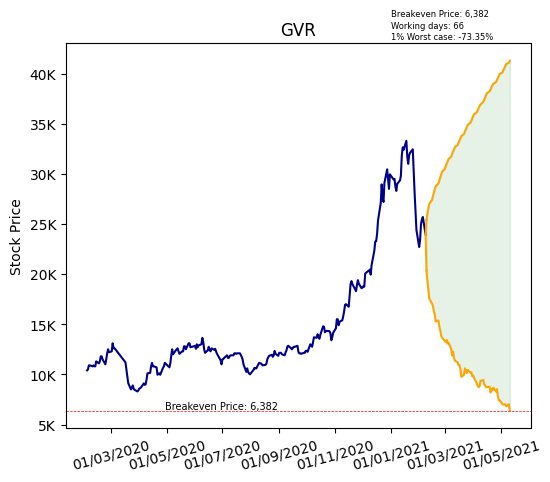 Breakeven Price: 6,382
Working days: 66
1% Worst case: -73.35%
GVR
Stock Price
40K
35K
30K
25K
20K
15K
10K
5K
Breakeven Price: 6,382
01/03/2020
01/05/2020
01/07/2020
01/09/2020
01/11/2020
01/01/2021
01/03/2021
01/05/2021